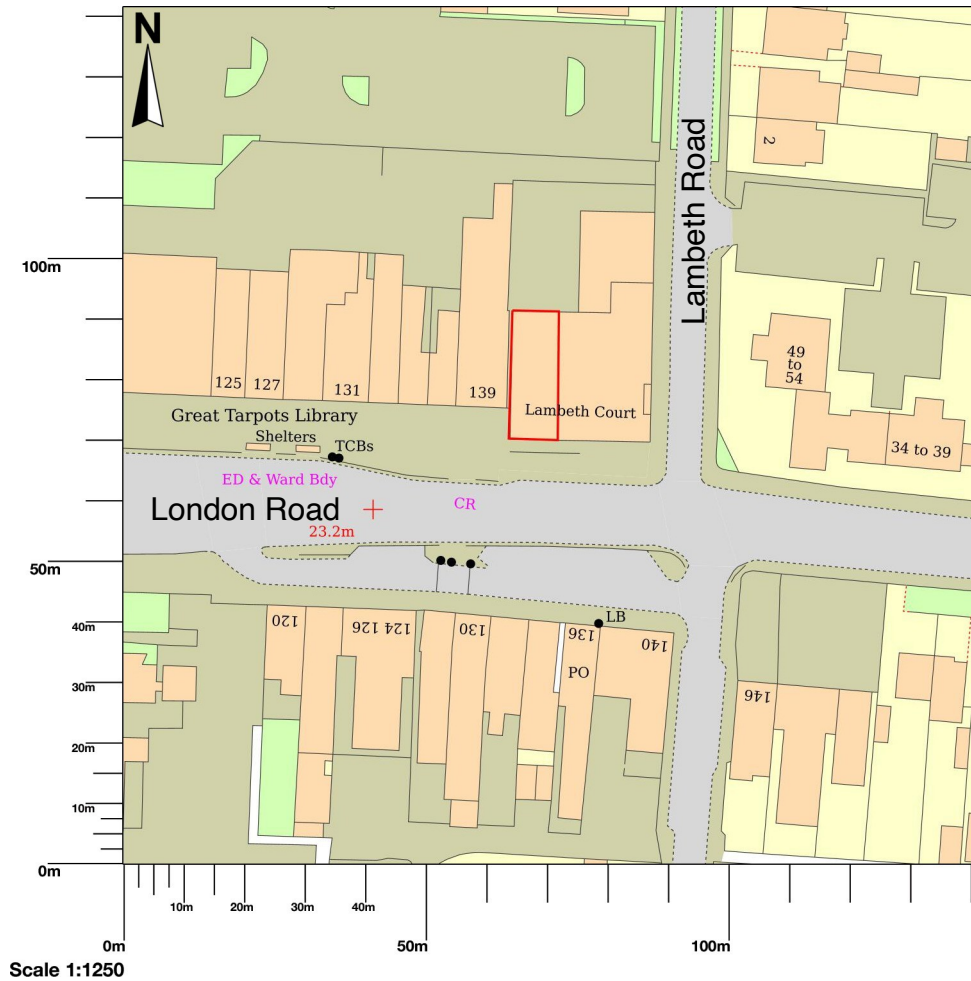 N
Lambeth Road
2
100m
49
to
54
125
127
131
139
Lambeth Court
34 to 39
Great Tarpots Library
Shelters
TCBs
ED & Ward Bdy
CR
London Road
23.2m
50m
40m
30m
20m
10m
0m
LB
120
126
124
130
136
140
PO
146
10m
20m
30m
40m
0m
50m
100m
Scale 1:1250